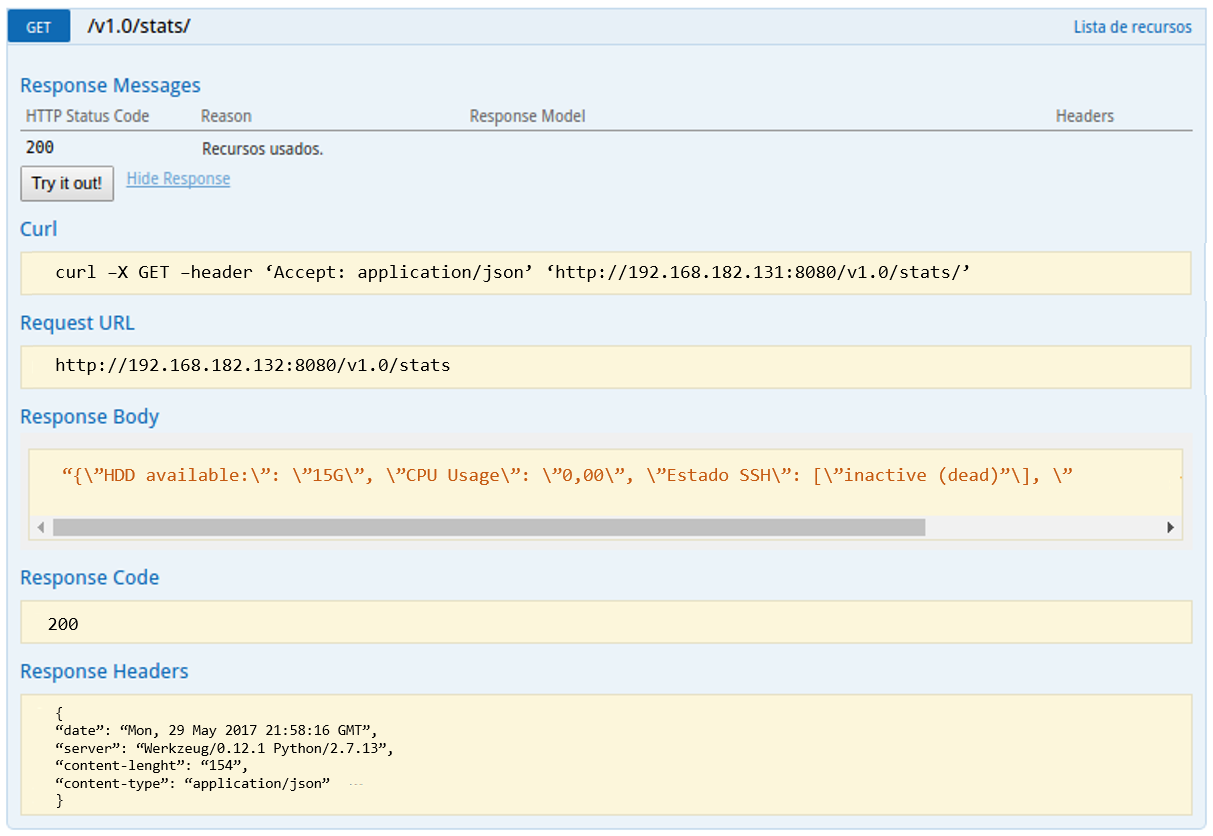 GET /v1.0/stats/ Lista de recursos
Response Messages
HTTP Status Code Reason Response Model Headers
200 Recursos usados.
Try it out! Hide Response
Curl
curl –X GET –header ‘Accept: application/json’ ‘http://192.168.182.131:8080/v1.0/stats/’
Request URL
http://192.168.182.132:8080/v1.0/stats
Response Body
“{\”HDD available:\”: \”15G\”, \”CPU Usage\”: \”0,00\”, \”Estado SSH\”: [\”inactive (dead)”\], \”
Response Code
200
Response Headers
{
“date”: “Mon, 29 May 2017 21:58:16 GMT”,
“server”: “Werkzeug/0.12.1 Python/2.7.13”,
“content-lenght”: “154”,
“content-type”: “application/json”
}